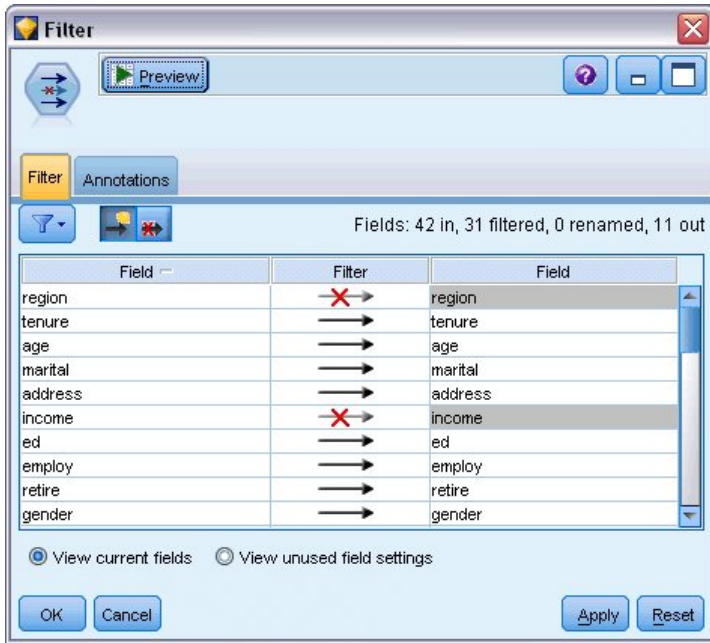 Filter
Preview
?
Filter Annotations
Fields: 42 in, 31 filtered, 0 renamed, 11 out
Field Filter Field
region region
tenure tenure
age age
marital marital
address address
income income
ed ed
employ employ
retire retire
gender gender
View current fields View unused field settings
OK Cancel Apply Reset